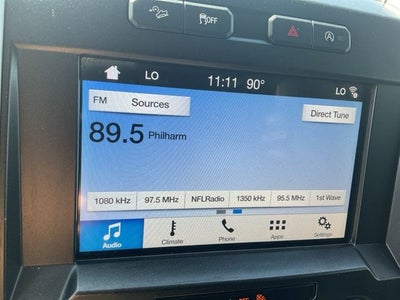 OFF
LO 11:11 90° LO
FM Sources Direct Tune
89.5 Philharm
1080 kHz 97.5 MHz NFLRadio 1350 kHz 95.5 MHz 1st Wave
Audio Climate Phone Apps Settings